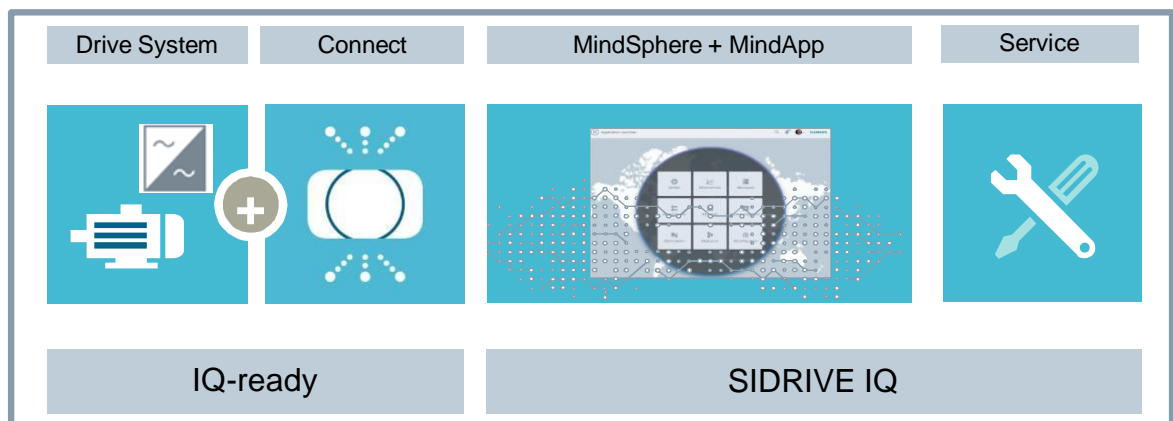 Drive System
Connect
MindSphere + MindApp
Service
IQ-ready
SIDRIVE IQ